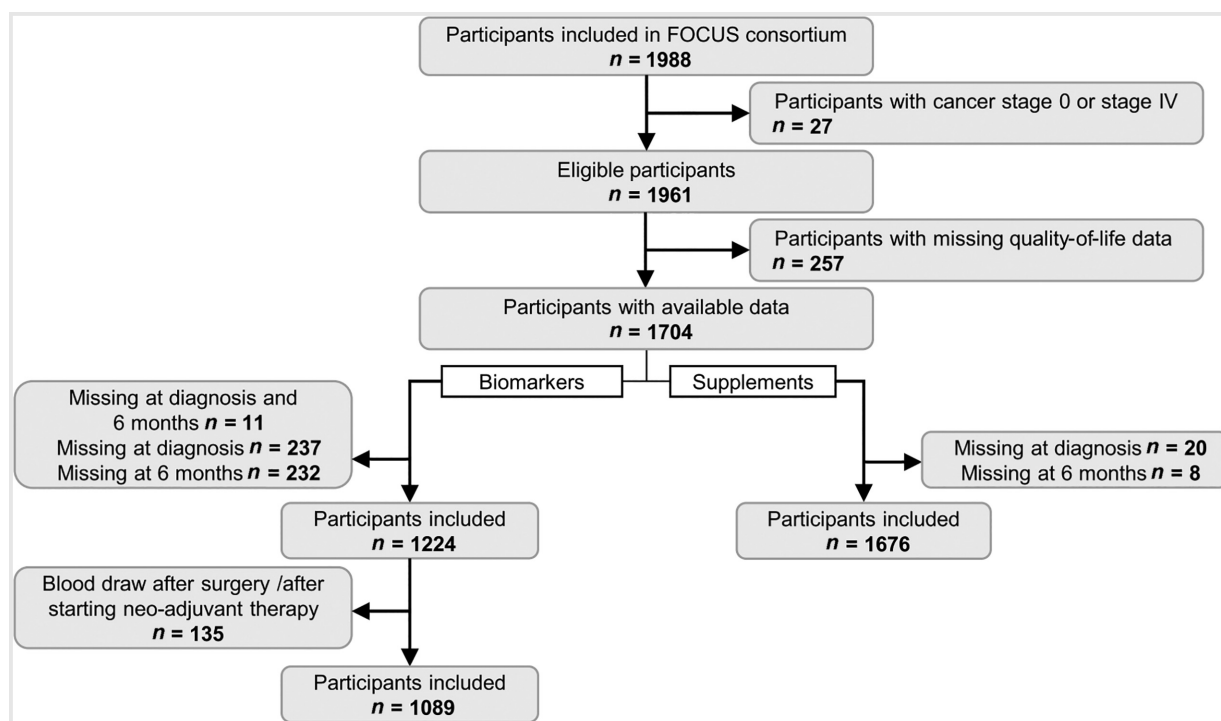 Participants included in FOCUS consortium
n = 1988
Participants with cancer stage 0 or stage IV
n = 27
Eligible participants
n = 1961
Participants with missing quality-of-life data
n = 257
Participants with available data
n = 1704
Biomarkers
Supplements
Missing at diagnosis and
6 months n = 11
Missing at diagnosis n = 237
Missing at 6 months n = 232
Missing at diagnosis n = 20
Missing at 6 months n = 8
Participants included
n = 1224
Participants included
n = 1676
Blood draw after surgery /after
starting neo-adjuvant therapy
n = 135
Participants included
n = 1089